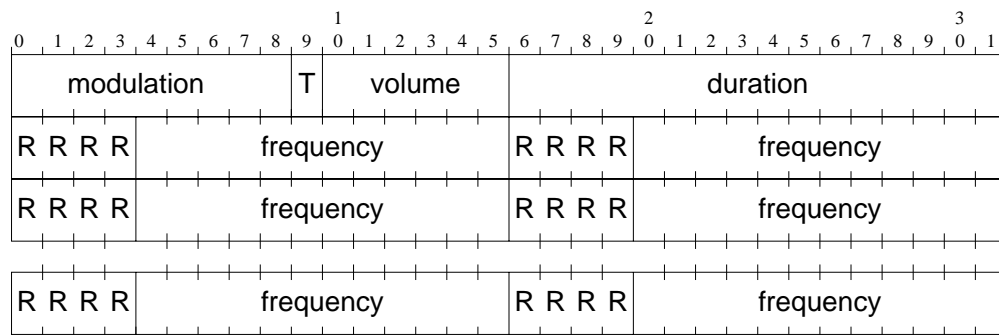 1 2 3
0 1 2 3 4 5 6 7 8 9 0 1 2 3 4 5 6 7 8 9 0 1 2 3 4 5 6 7 8 9 0 1
modulation T volume duration
R R R R frequency R R R R frequency
R R R R frequency R R R R frequency
R R R R frequency R R R R frequency